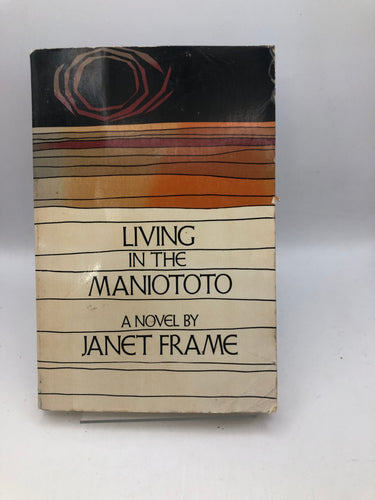 LIVING
IN THE
MANIOTOTO
A NOVEL BY
JANET FRAME